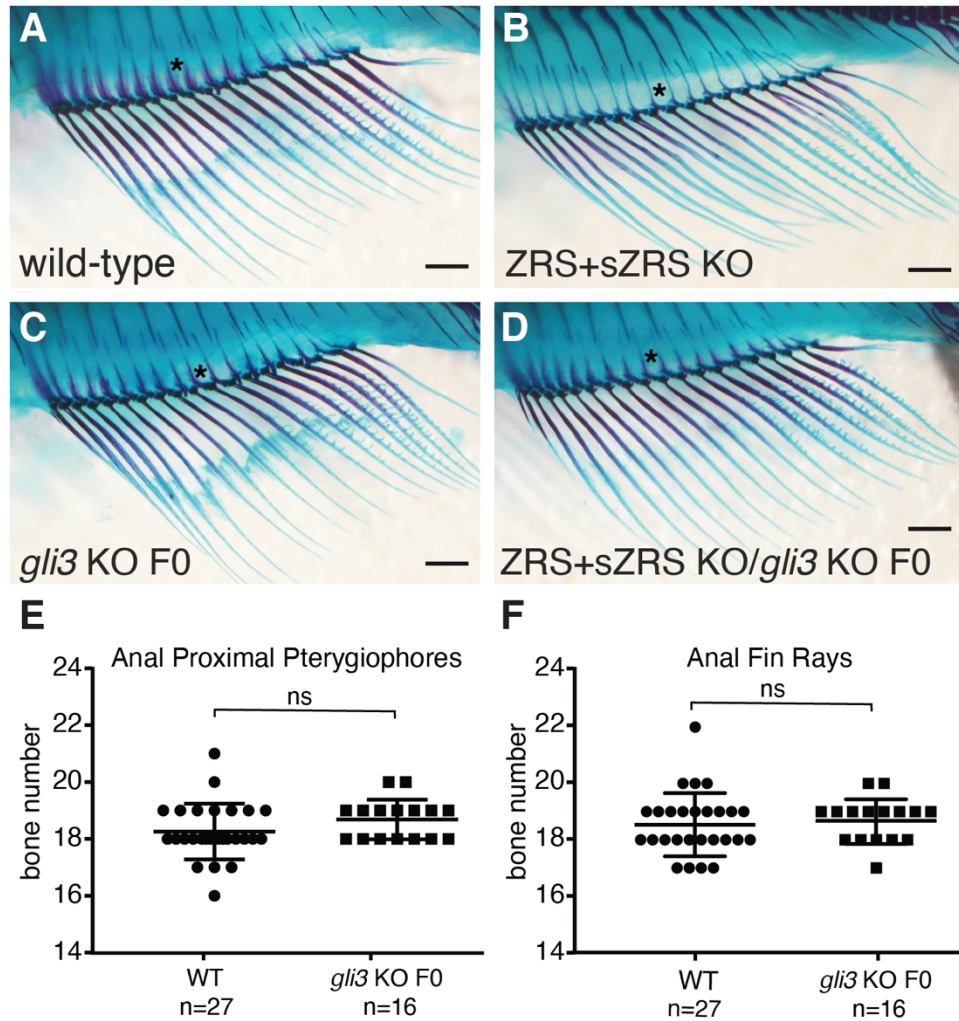 A
*
wild-type
B
*
ZRS+sZRS KO
C
*
gli3 KO F0
D
*
ZRS+sZRS KO/gli3 KO F0
E
Anal Proximal Pterygiophores
ns
bone number
24
22
20
18
16
14
WT
n=27
gli3 KO F0
n=16
F
Anal Fin Rays
ns
bone number
24
22
20
18
16
14
WT
n=27
gli3 KO F0
n=16